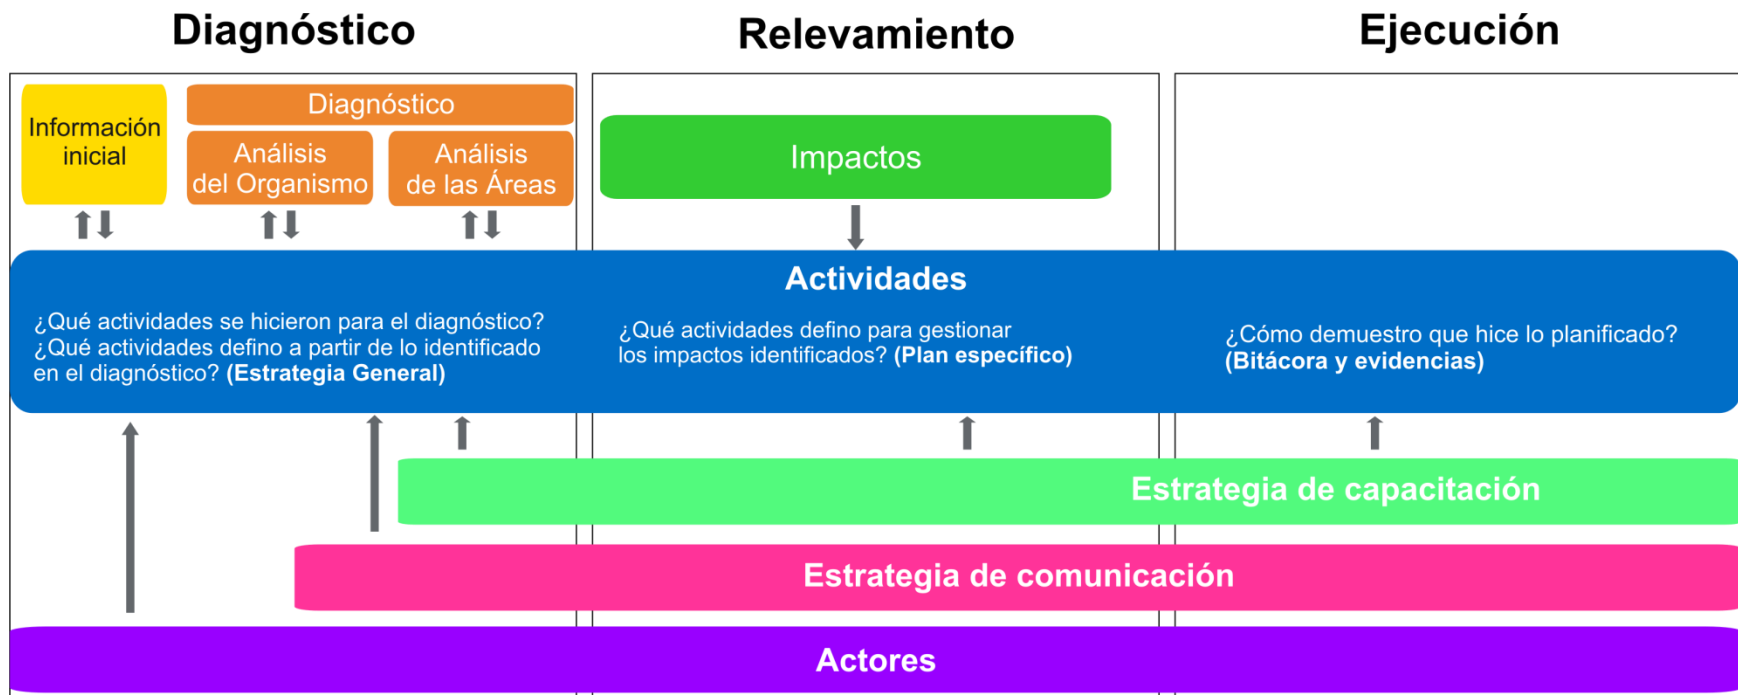 Diagnóstico
Relevamiento
Ejecución
Información
inicial
Diagnóstico
Análisis
del Organismo
Análisis
de las Áreas
Impactos
Actividades
¿Qué actividades se hicieron para el diagnóstico?
¿Qué actividades defino a partir de lo identificado
en el diagnóstico? (Estrategia General)
¿Qué actividades defino para gestionar
los impactos identificados? (Plan específico)
¿Cómo demuestro que hice lo planificado?
(Bitácora y evidencias)
Estrategia de capacitación
Estrategia de comunicación
Actores